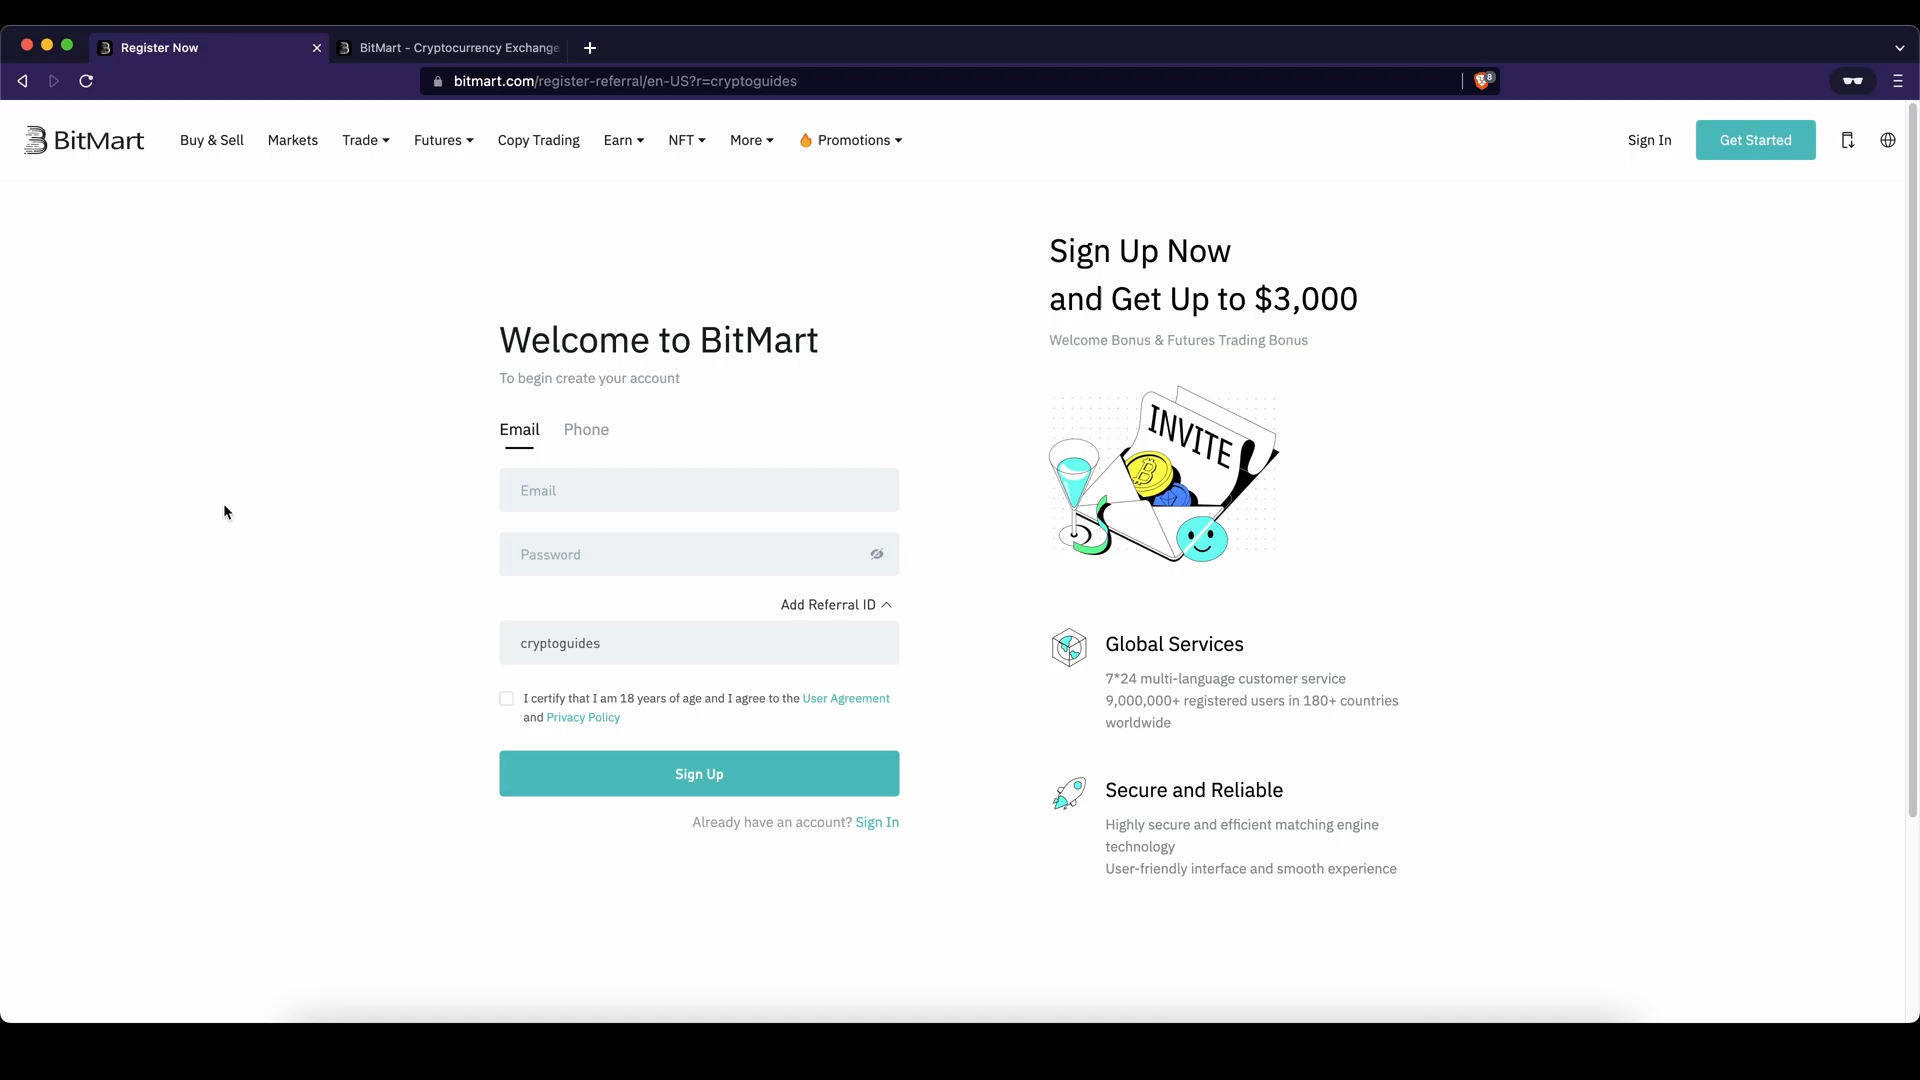 Register Now
BitMart - Cryptocurrency Exchange
bitmart.com/register-referral/en-US?r=cryptoguides
8
BitMart
Buy & Sell
Markets
Trade
Futures
Copy Trading
Earn
NFT
More
Promotions
Sign In
Get Started
Welcome to BitMart
To begin create your account
Email
Phone
Email
Password
Add Referral ID
cryptoguides
I certify that I am 18 years of age and I agree to the User Agreement
and Privacy Policy
Sign Up
Already have an account? Sign In
Sign Up Now
and Get Up to $3,000
Welcome Bonus & Futures Trading Bonus
INVITE
Global Services
7*24 multi-language customer service
9,000,000+ registered users in 180+ countries
worldwide
Secure and Reliable
Highly secure and efficient matching engine
technology
User-friendly interface and smooth experience